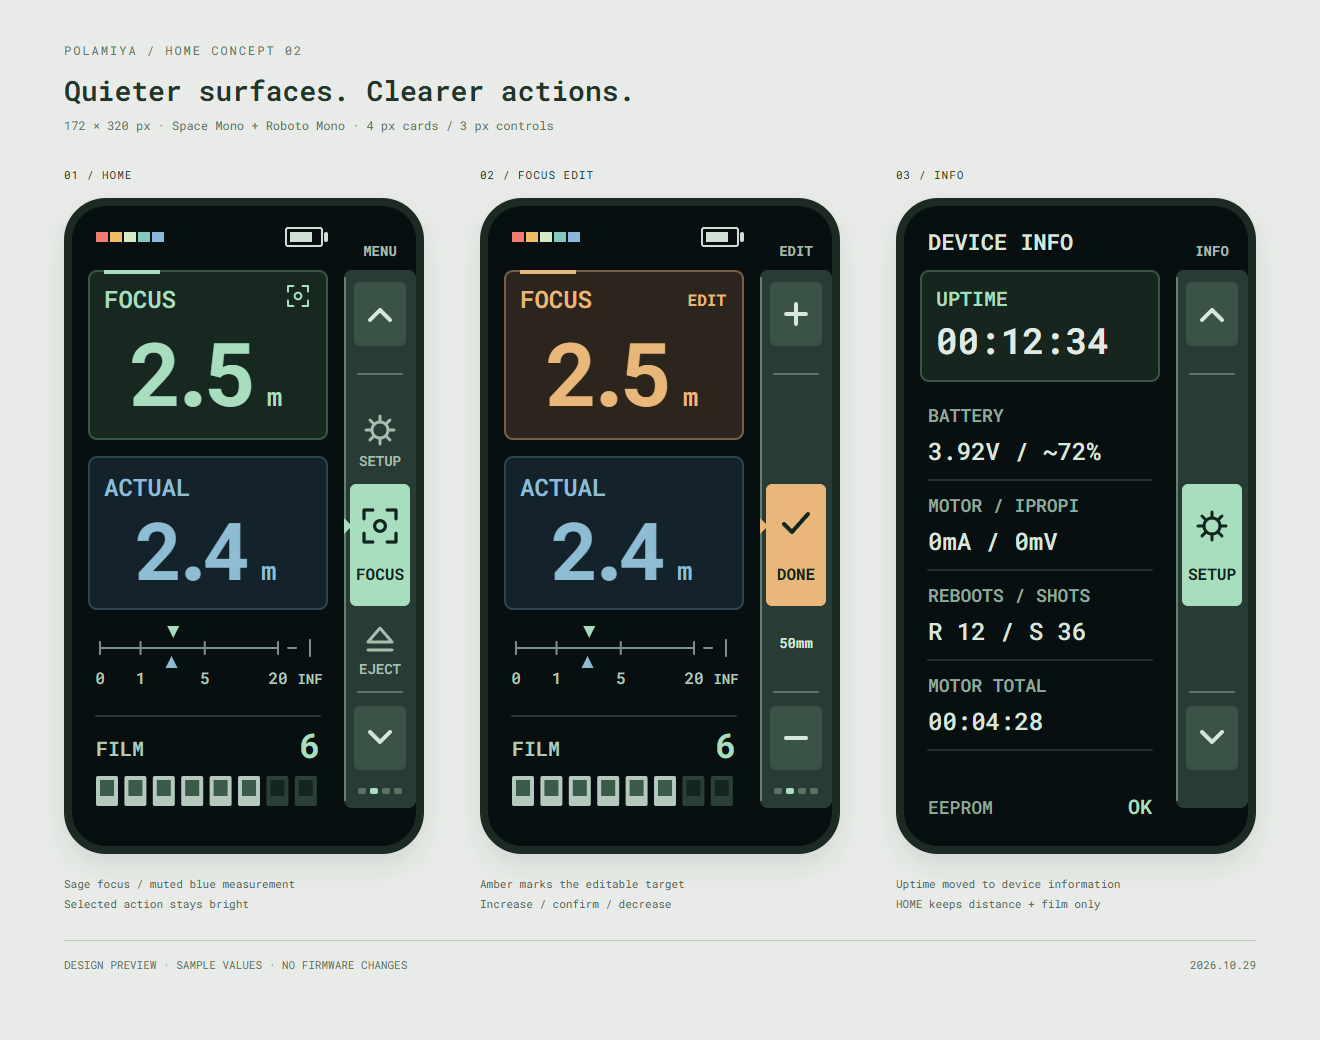 POLAMIYA / HOME CONCEPT 02
Quieter surfaces. Clearer actions.
172 × 320 px · Space Mono + Roboto Mono · 4 px cards / 3 px controls
01 / HOME
MENU
FOCUS
2.5 m
SETUP
ACTUAL
2.4 m
FOCUS
EJECT
0 1 5 20 INF
FILM 6
Sage focus / muted blue measurement
Selected action stays bright
02 / FOCUS EDIT
EDIT
FOCUS EDIT
2.5 m
ACTUAL
2.4 m
DONE
50mm
0 1 5 20 INF
FILM 6
Amber marks the editable target
Increase / confirm / decrease
03 / INFO
DEVICE INFO
INFO
UPTIME
00:12:34
BATTERY
3.92V / ~72%
MOTOR / IPROPI
0mA / 0mV
SETUP
REBOOTS / SHOTS
R 12 / S 36
MOTOR TOTAL
00:04:28
EEPROM OK
Uptime moved to device information
HOME keeps distance + film only
DESIGN PREVIEW · SAMPLE VALUES · NO FIRMWARE CHANGES
2026.10.29